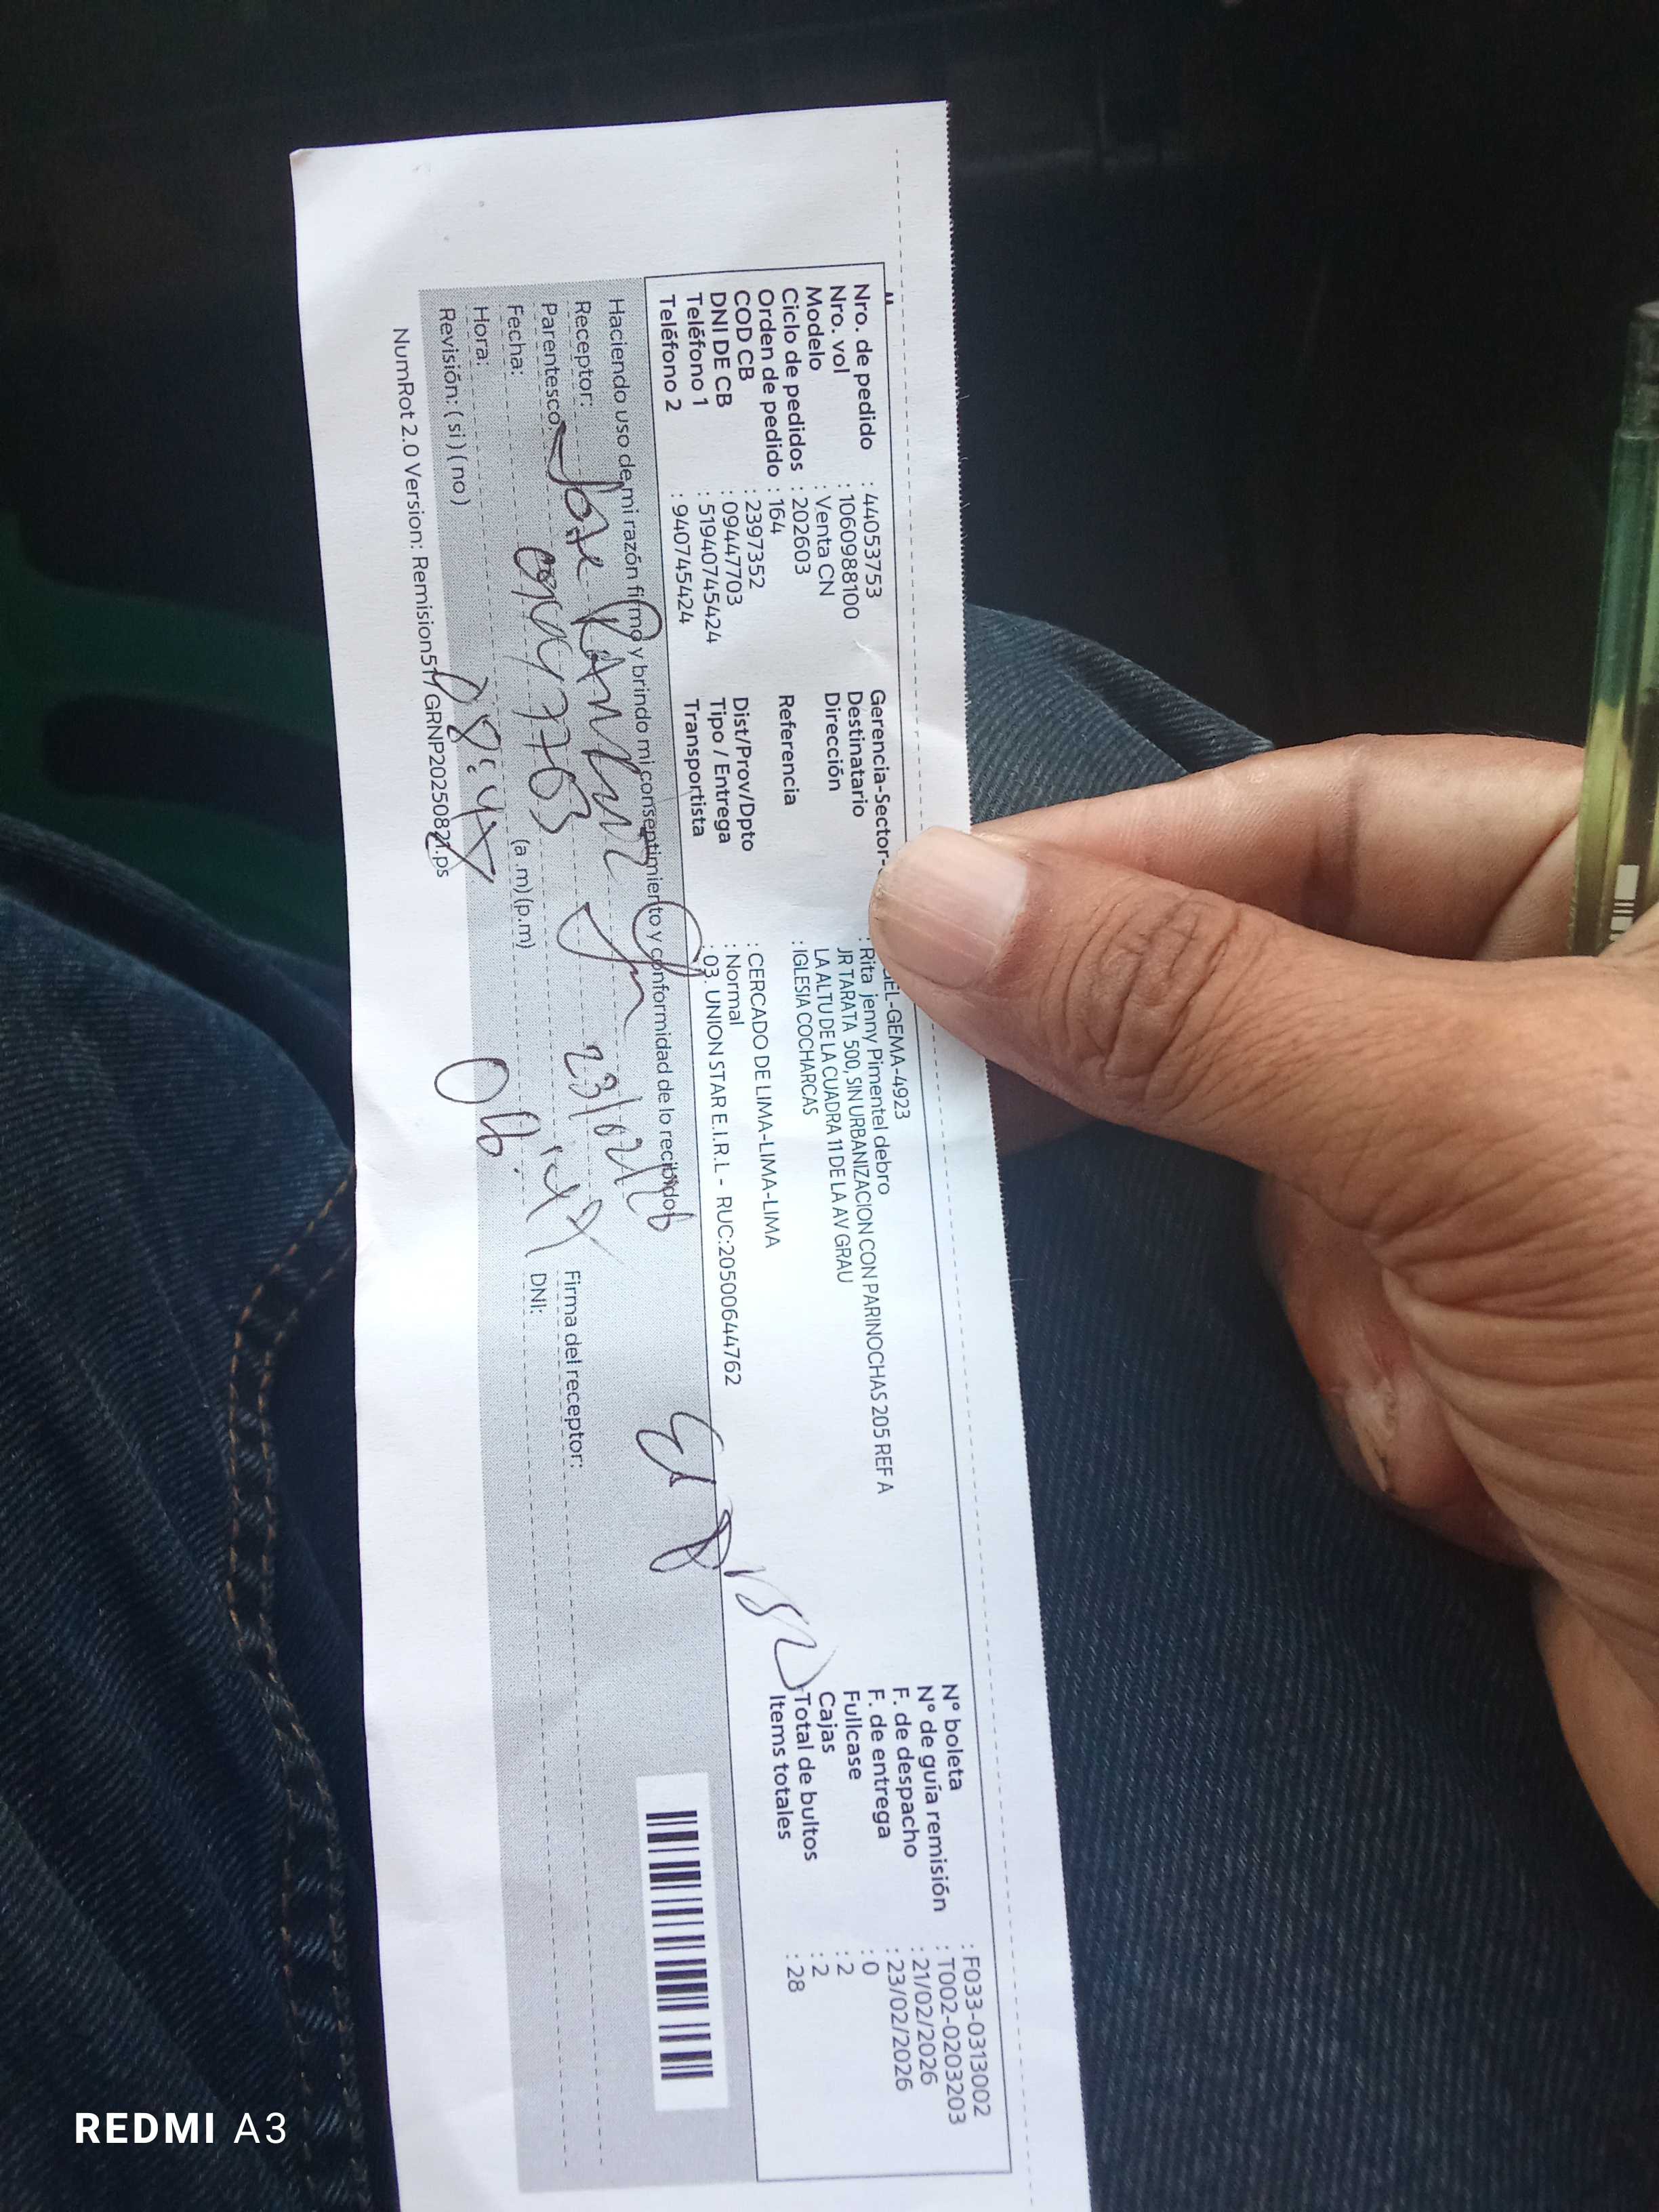 Nro. de pedido : 44053753
Nro. vol : 1060988100
Modelo : Venta CN
Ciclo de pedidos : 202603
Orden de pedido : 164
COD CB : 2397352
DNI DE CB : 09447703
Teléfono 1 : 51940745424
Teléfono 2 : 940745424
Gerencia-Sector- EL-GEMA-4923
Destinatario : Rita jenny Pimentel debro
Dirección JR TARATA 500, SIN URBANIZACION CON PARINOCHAS 205 REF A
LA ALTU DE LA CUADRA 11 DE LA AV GRAU
Referencia : IGLESIA COCHARCAS
Dist/Prov/Dpto : CERCADO DE LIMA-LIMA-LIMA
Tipo / Entrega : Normal
Transportista : 03. UNION STAR E.I.R.L - RUC:20500644762
N° boleta : F033-0313002
N° de guía remisión : T002-0203203
F. de despacho : 21/02/2026
F. de entrega : 23/02/2026
Fullcase : 0
Cajas : 2
Total de bultos : 2
Items totales : 28
Haciendo uso de mi razón firmo y brindo mi consentimiento y conformidad de lo recibido
Receptor:
Parentesco: Jose 23/02/26
Fecha: (a .m) (p.m)
Hora:
Revisión: ( si ) ( no )
Firma del receptor:
DNI:
NumRot 2.0 Version: Remision511GRNP20250821.ps
REDMI A3